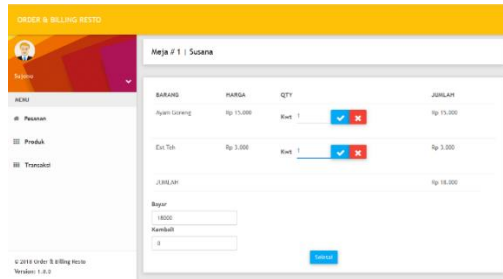 ORDER & BILLING RESTO
Sujono
MENU
Pesanan
Produk
Transaksi
© 2018 Order & Billing Resto
Version: 1.0.0
Meja # 1 | Susana
BARANG HARGA QTY JUMLAH
Ayam Goreng Rp 15.000 Kwt 1 Rp 15.000
Est Teh Rp 3.000 Kwt 1 Rp 3.000
JUMLAH Rp 18.000
Bayar
18000
Kembali
0
Selesai